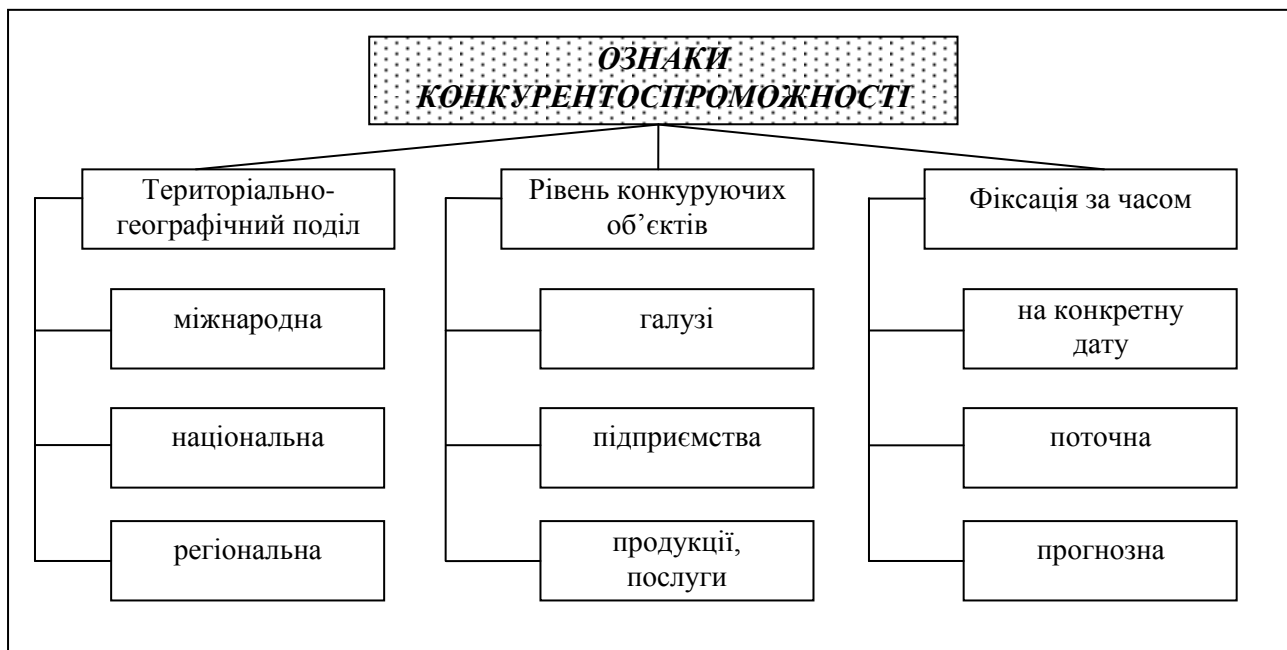 ОЗНАКИ
КОНКУРЕНТОСПРОМОЖНОСТІ
Територіально-
географічний поділ
міжнародна
національна
регіональна
Рівень конкуруючих
об’єктів
галузі
підприємства
продукції,
послуги
Фіксація за часом
на конкретну
дату
поточна
прогнозна